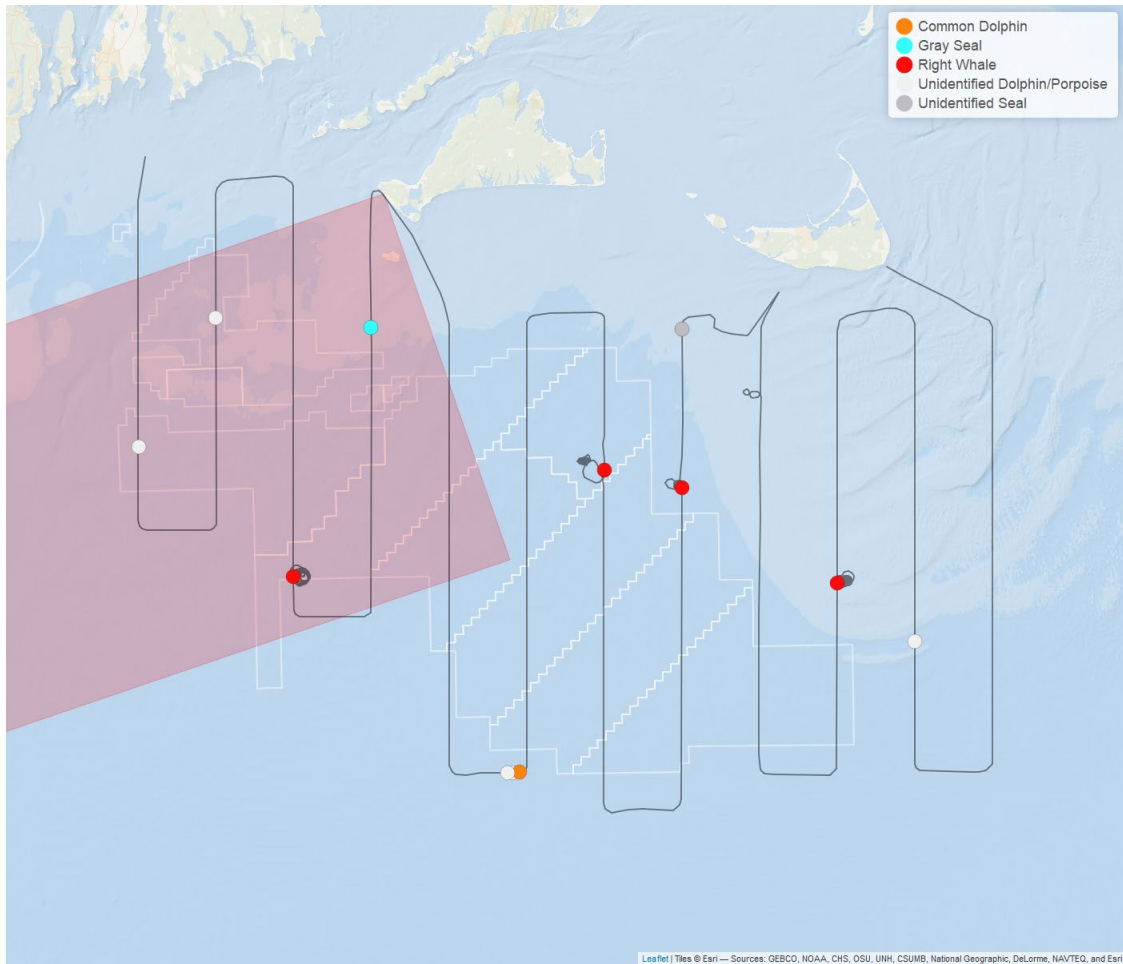 Common Dolphin
Gray Seal
Right Whale
Unidentified Dolphin/Porpoise
Unidentified Seal
Leaflet | Tiles © Esri — Sources: GEBCO, NOAA, CHS, OSU, UNH, CSUMB, National Geographic, DeLorme, NAVTEQ, and Esri